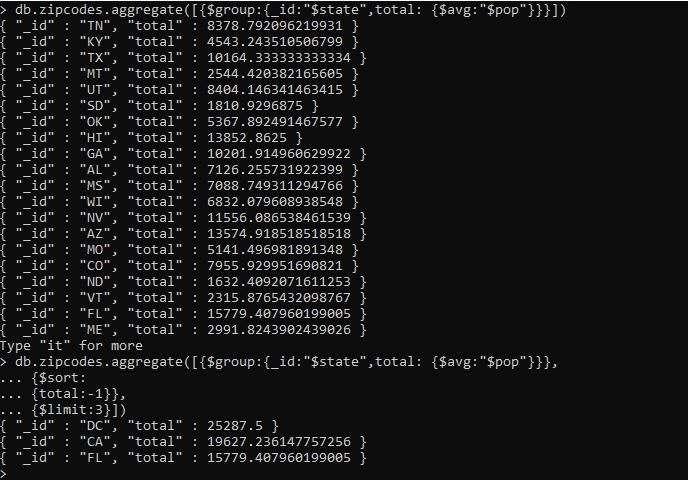 > db.zipcodes.aggregate([{$group:{_id:"$state",total: {$avg:"$pop"}}}])
{ "_id" : "TN", "total" : 8378.792096219931 }
{ "_id" : "KY", "total" : 4543.243510506799 }
{ "_id" : "TX", "total" : 10164.333333333334 }
{ "_id" : "MT", "total" : 2544.420382165605 }
{ "_id" : "UT", "total" : 8404.146341463415 }
{ "_id" : "SD", "total" : 1810.9296875 }
{ "_id" : "OK", "total" : 5367.892491467577 }
{ "_id" : "HI", "total" : 13852.8625 }
{ "_id" : "GA", "total" : 10201.914960629922 }
{ "_id" : "AL", "total" : 7126.255731922399 }
{ "_id" : "MS", "total" : 7088.749311294766 }
{ "_id" : "WI", "total" : 6832.079608938548 }
{ "_id" : "NV", "total" : 11556.086538461539 }
{ "_id" : "AZ", "total" : 13574.918518518518 }
{ "_id" : "MO", "total" : 5141.496981891348 }
{ "_id" : "CO", "total" : 7955.929951690821 }
{ "_id" : "ND", "total" : 1632.4092071611253 }
{ "_id" : "VT", "total" : 2315.8765432098767 }
{ "_id" : "FL", "total" : 15779.407960199005 }
{ "_id" : "ME", "total" : 2991.8243902439026 }
Type "it" for more
> db.zipcodes.aggregate([{$group:{_id:"$state",total: {$avg:"$pop"}}},
... {$sort:
... {total:-1}},
... {$limit:3}])
{ "_id" : "DC", "total" : 25287.5 }
{ "_id" : "CA", "total" : 19627.236147757256 }
{ "_id" : "FL", "total" : 15779.407960199005 }
>